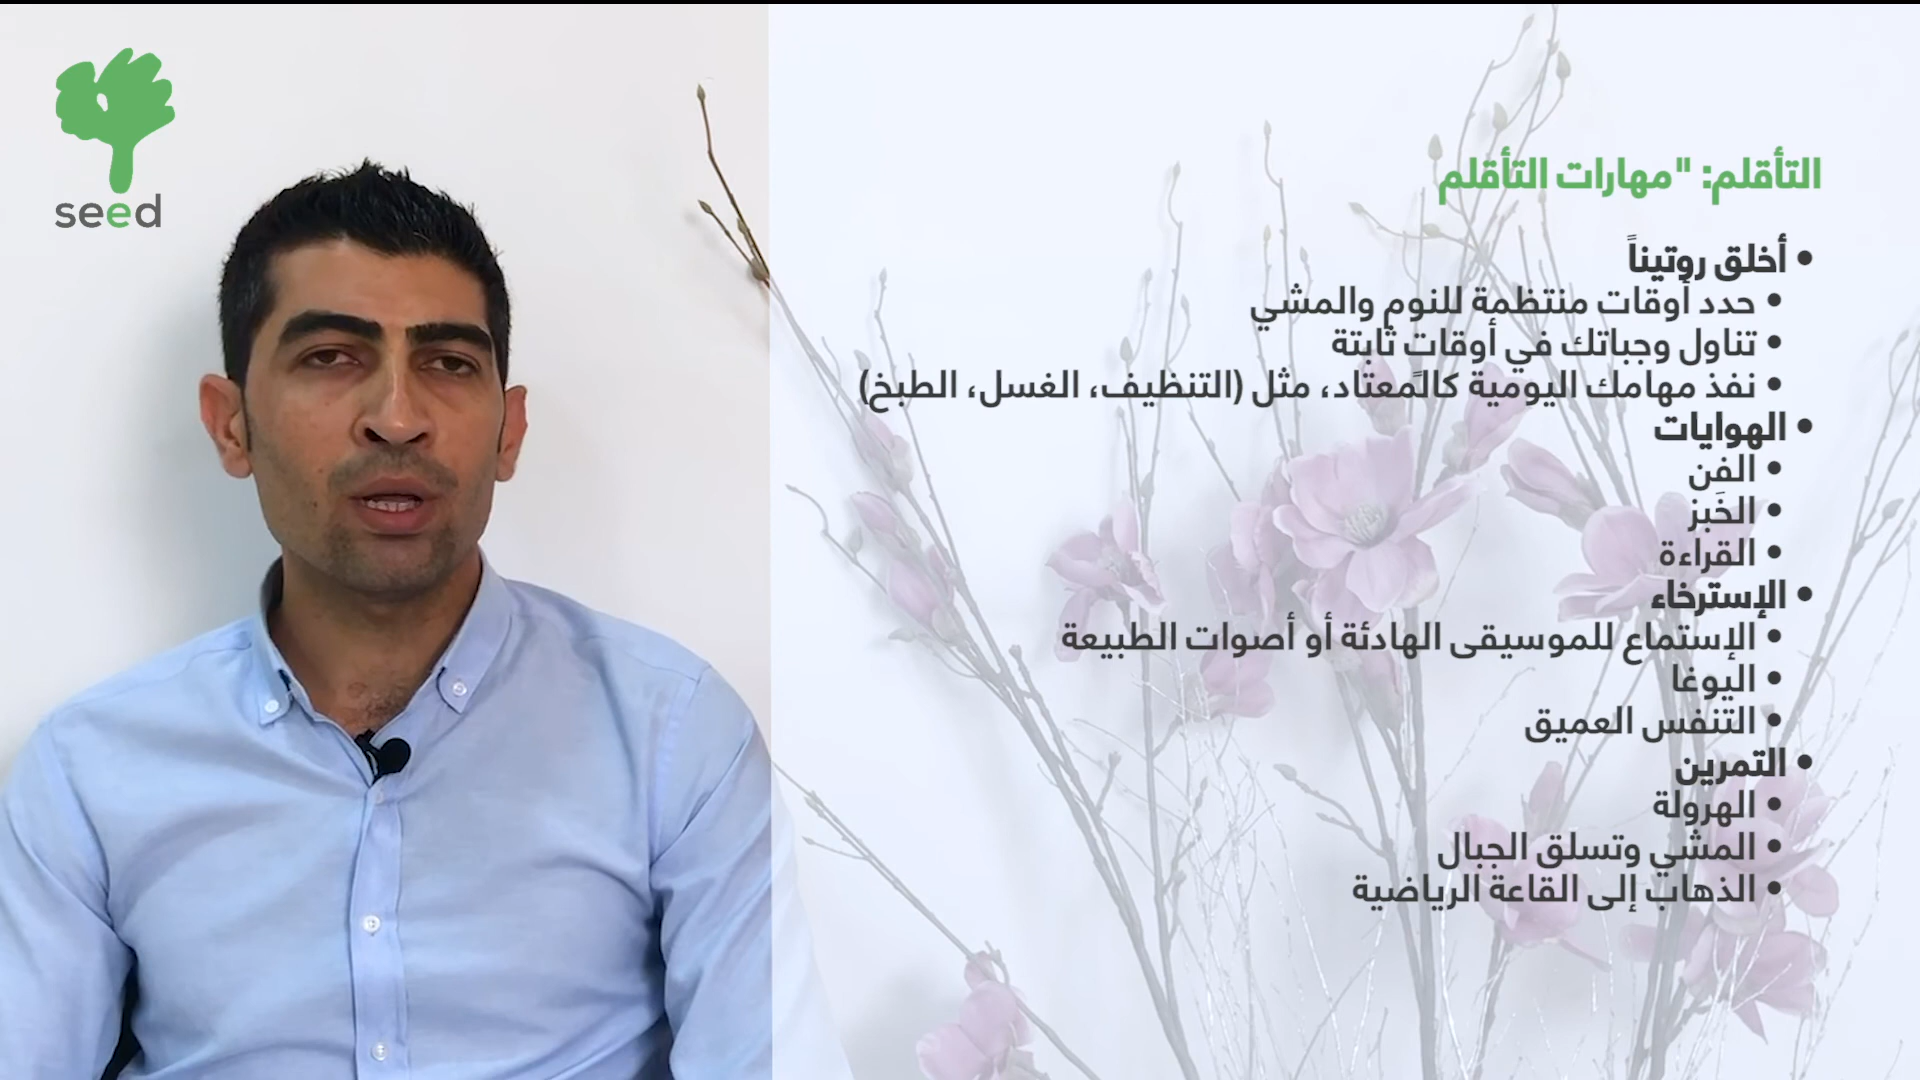 seed
التأقلم: "مهارات التأقلم
• أخلق روتيناً
• حدد أوقات منتظمة للنوم والمشي
• تناول وجباتك في أوقات ثابتة
• نفذ مهامك اليومية كالمعتاد، مثل (التنظيف، الغسل، الطبخ)
• الهوايات
• الفن
• الخَبز
• القراءة
• الإسترخاء
• الإستماع للموسيقى الهادئة أو أصوات الطبيعة
• اليوغا
• التنفس العميق
• التمرين
• الهرولة
• المشي وتسلق الجبال
• الذهاب إلى القاعة الرياضية